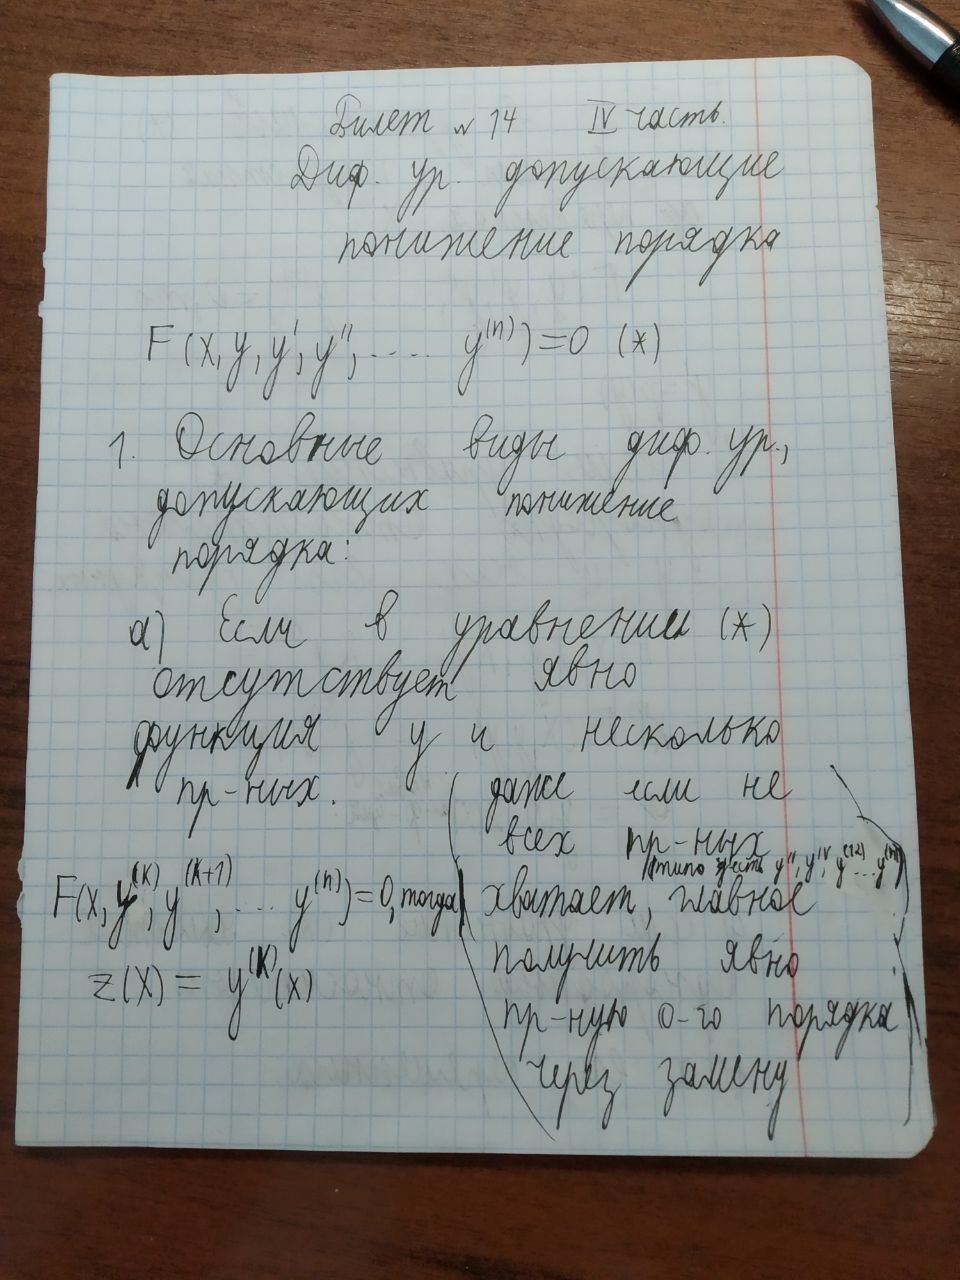 Билет № 14 IV часть.
Диф. ур. допускающие
понижение порядка
F(x, y, y', y'', .... y⁽ⁿ⁾)=0 (*)
1. Основные виды диф. ур.,
допускающих понижение
порядка:
а) Если в уравнении (*)
отсутствует явно
функция y и несколько
пр-ных.
F(x, y⁽ᴷ⁾, y⁽ᴷ⁺¹⁾, .... y⁽ⁿ⁾)=0, тогда
z(x) = y⁽ᴷ⁾(x)
(даже если не
всех пр-ных
(типо есть y'', y^IV, y⁽¹²⁾...y⁽ⁿ⁾)
хватает, главное
получить явно
пр-ную 0-го порядка
через замену)